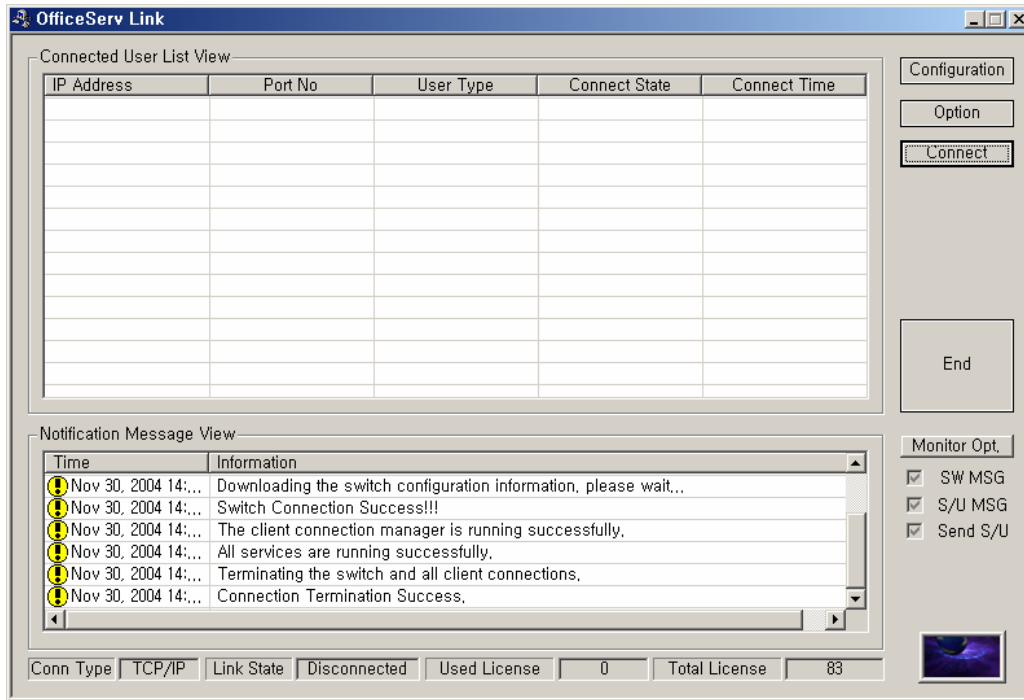 OfficeServ Link
Connected User List View
IP Address Port No User Type Connect State Connect Time
Configuration
Option
Connect
End
Notification Message View
Time Information
Nov 30, 2004 14:... Downloading the switch configuration information, please wait...
Nov 30, 2004 14:... Switch Connection Success!!!
Nov 30, 2004 14:... The client connection manager is running successfully,
Nov 30, 2004 14:... All services are running successfully,
Nov 30, 2004 14:... Terminating the switch and all client connections,
Nov 30, 2004 14:... Connection Termination Success,
Monitor Opt,
SW MSG
S/U MSG
Send S/U
Conn Type TCP/IP Link State Disconnected Used License 0 Total License 83